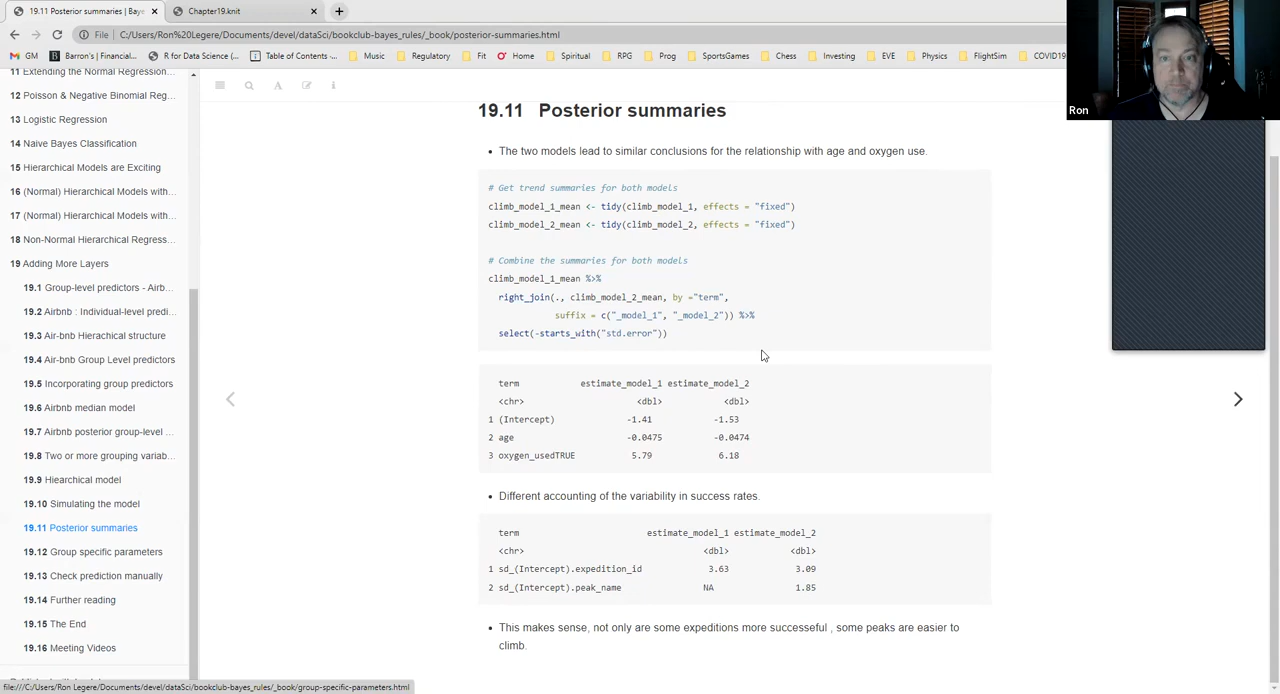 19.11 Posterior summaries | Baye
Chapter19.knit
File
C:/Users/Ron%20Legere/Documents/devel/dataSci/bookclub-bayes_rules/_book/posterior-summaries.html
GM
Barron's | Financial...
R for Data Science (...
Table of Contents -...
Music
Regulatory
Fit
Home
Spiritual
RPG
Prog
SportsGames
Chess
Investing
EVE
Physics
FlightSim
COVID19
Ron
11 Extending the Normal Regression...
12 Poisson & Negative Binomial Reg...
13 Logistic Regression
14 Naive Bayes Classification
15 Hierarchical Models are Exciting
16 (Normal) Hierarchical Models with...
17 (Normal) Hierarchical Models with...
18 Non-Normal Hierarchical Regress...
19 Adding More Layers
19.1 Group-level predictors - Airb...
19.2 Airbnb : Individual-level predi...
19.3 Air-bnb Hierachical structure
19.4 Air-bnb Group Level predictors
19.5 Incorporating group predictors
19.6 Airbnb median model
19.7 Airbnb posterior group-level ...
19.8 Two or more grouping variab...
19.9 Hiearchical model
19.10 Simulating the model
19.11 Posterior summaries
19.12 Group specific parameters
19.13 Check prediction manually
19.14 Further reading
19.15 The End
19.16 Meeting Videos
19.11 Posterior summaries
• The two models lead to similar conclusions for the relationship with age and oxygen use.
# Get trend summaries for both models
climb_model_1_mean <- tidy(climb_model_1, effects = "fixed")
climb_model_2_mean <- tidy(climb_model_2, effects = "fixed")
# Combine the summaries for both models
climb_model_1_mean %>%
right_join(., climb_model_2_mean, by ="term",
suffix = c("_model_1", "_model_2")) %>%
select(-starts_with("std.error"))
term estimate_model_1 estimate_model_2
<chr> <dbl> <dbl>
1 (Intercept) -1.41 -1.53
2 age -0.0475 -0.0474
3 oxygen_usedTRUE 5.79 6.18
• Different accounting of the variability in success rates.
term estimate_model_1 estimate_model_2
<chr> <dbl> <dbl>
1 sd_(Intercept).expedition_id 3.63 3.09
2 sd_(Intercept).peak_name NA 1.85
• This makes sense, not only are some expeditions more succeseful , some peaks are easier to
climb.
file:///C:/Users/Ron Legere/Documents/devel/dataSci/bookclub-bayes_rules/_book/group-specific-parameters.html